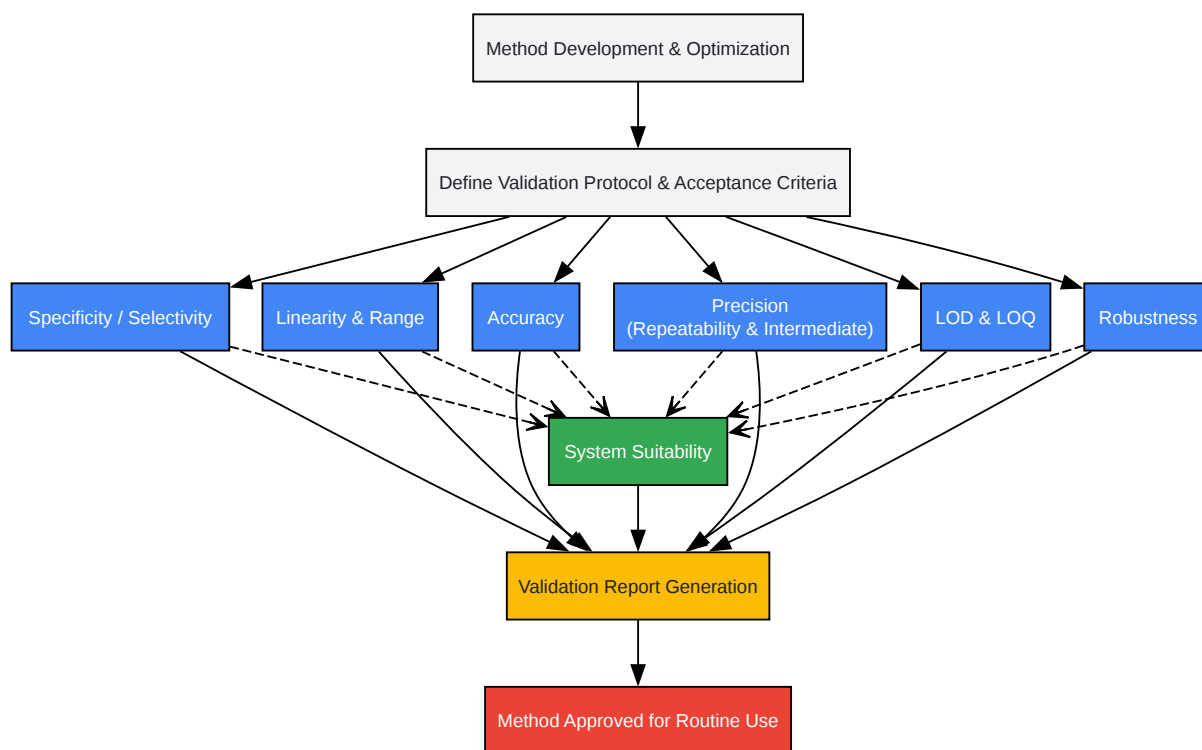 Method Development & Optimization
Define Validation Protocol & Acceptance Criteria
Specificity / Selectivity
Linearity & Range
Accuracy
Precision
(Repeatability & Intermediate)
LOD & LOQ
Robustness
System Suitability
Validation Report Generation
Method Approved for Routine Use